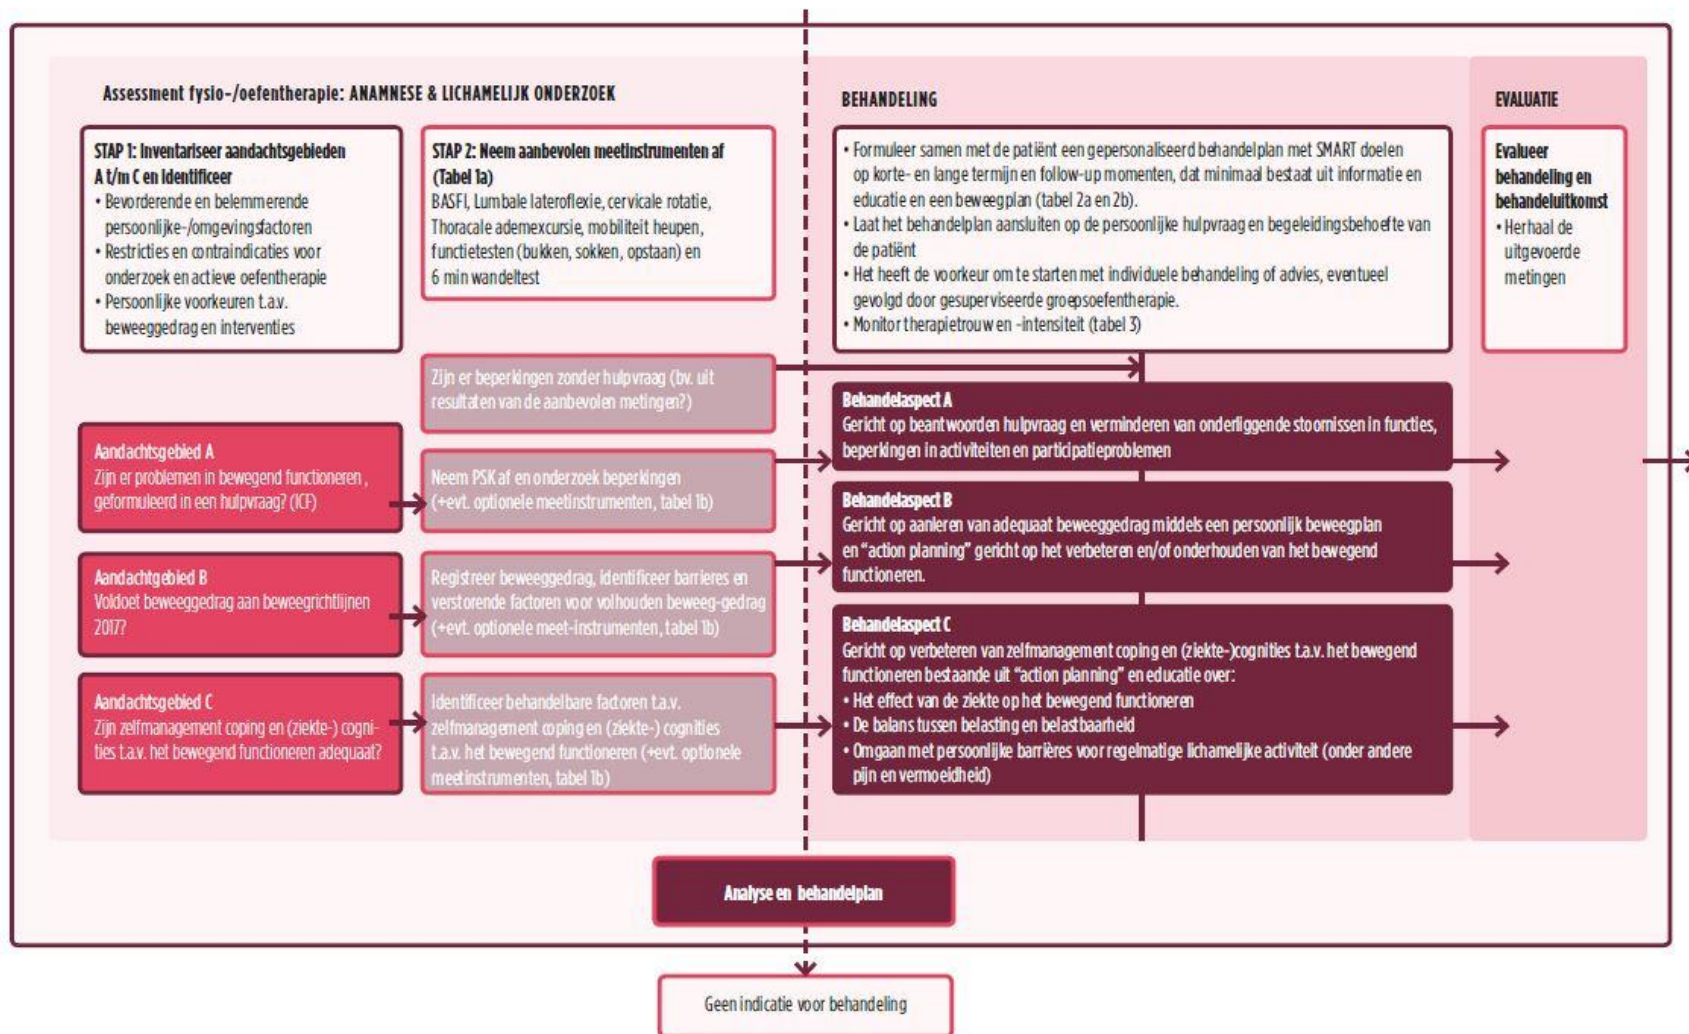 Assessment fysio-/oefentherapie: ANAMNESE & LICHAMELIJK ONDERZOEK
STAP 1: Inventariseer aandachtsgebieden
A t/m C en identificeer
• Bevorderende en belemmerende
persoonlijke-/omgevingsfactoren
• Restricties en contraindicaties voor
onderzoek en actieve oefentherapie
• Persoonlijke voorkeuren t.a.v.
beweeggedrag en interventies
STAP 2: Neem aanbevolen meetinstrumenten af
(Tabel 1a)
BASFI, Lumbale lateroflexie, cervicale rotatie,
Thoracale ademexcursie, mobiliteit heupen,
functietesten (bukken, sokken, opstaan) en
6 min wandeltest
Zijn er beperkingen zonder hulpvraag (bv. uit
resultaten van de aanbevolen metingen?)
Aandachtsgebied A
Zijn er problemen in bewegend functioneren ,
geformuleerd in een hulpvraag? (ICF)
Neem PSK af en onderzoek beperkingen
(+evt. optionele meetinstrumenten, tabel 1b)
Aandachtgebied B
Voldoet beweeggedrag aan beweegrichtlijnen
2017?
Registreer beweeggedrag, identificeer barrieres en
verstorende factoren voor volhouden beweeg-gedrag
(+evt. optionele meet-instrumenten, tabel 1b)
Aandachtsgebied C
Zijn zelfmanagement coping en (ziekte-) cogni-
ties t.a.v. het bewegend functioneren adequaat?
Identificeer behandelbare factoren t.a.v.
zelfmanagement coping en (ziekte-) cognities
t.a.v. het bewegend functioneren (+evt. optionele
meetinstrumenten, tabel 1b)
BEHANDELING
• Formuleer samen met de patiënt een gepersonaliseerd behandelplan met SMART doelen
op korte- en lange termijn en follow-up momenten, dat minimaal bestaat uit informatie en
educatie en een beweegplan (tabel 2a en 2b).
• Laat het behandelplan aansluiten op de persoonlijke hulpvraag en begeleidingsbehoefte van
de patiënt
• Het heeft de voorkeur om te starten met individuele behandeling of advies, eventueel
gevolgd door gesuperviseerde groepsoefentherapie.
• Monitor therapietrouw en -intensiteit (tabel 3)
Behandelaspect A
Gericht op beantwoorden hulpvraag en verminderen van onderliggende stoornissen in functies,
beperkingen in activiteiten en participatieproblemen
Behandelaspect B
Gericht op aanleren van adequaat beweeggedrag middels een persoonlijk beweegplan
en “action planning” gericht op het verbeteren en/of onderhouden van het bewegend
functioneren.
Behandelaspect C
Gericht op verbeteren van zelfmanagement coping en (ziekte-)cognities t.a.v. het bewegend
functioneren bestaande uit “action planning” en educatie over:
• Het effect van de ziekte op het bewegend functioneren
• De balans tussen belasting en belastbaarheid
• Omgaan met persoonlijke barrières voor regelmatige lichamelijke activiteit (onder andere
pijn en vermoeidheid)
EVALUATIE
Evalueer
behandeling en
behandeluitkomst
• Herhaal de
uitgevoerde
metingen
Analyse en behandelplan
Geen indicatie voor behandeling